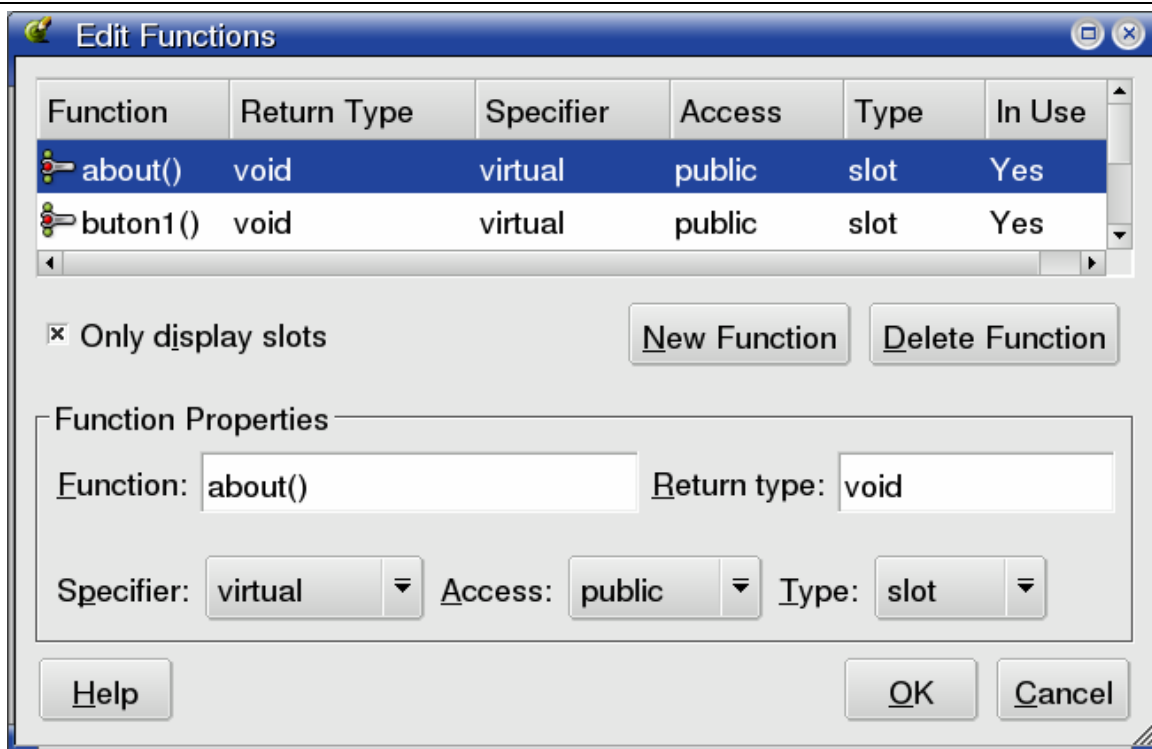 Edit Functions
Function Return Type Specifier Access Type In Use
about() void virtual public slot Yes
buton1() void virtual public slot Yes
Only display slots New Function Delete Function
Function Properties
Function: about() Return type: void
Specifier: virtual Access: public Type: slot
Help OK Cancel